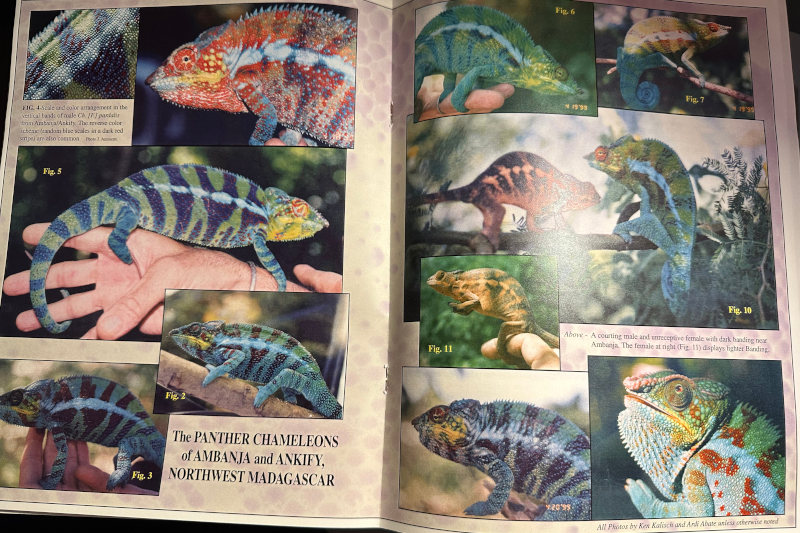 FIG. 4-Scale and color arrangement in the
vertical bands of male Ch. [F.] pardalis
from Ambanja/Ankify. The reverse color
scheme (random blue scales in a dark red
stripe) are also common.
Fig. 5
Fig. 2
Fig. 3
The PANTHER CHAMELEONS
of AMBANJA and ANKIFY,
NORTHWEST MADAGASCAR
Fig. 6
Fig. 7
Fig. 10
Fig. 11
Above - A courting male and unreceptive female with dark banding near
Ambanja. The female at right (Fig. 11) displays lighter Banding.
All Photos by Ken Kalisch and Ardi Abate unless otherwise noted